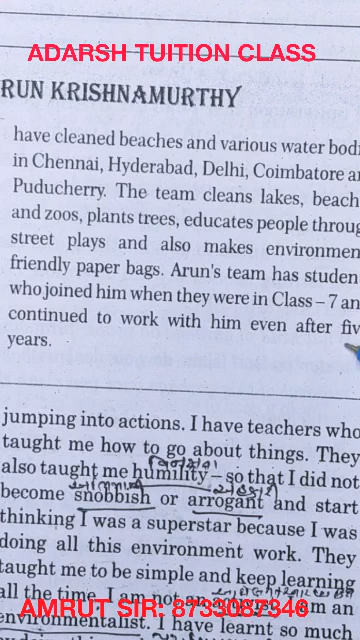 ADARSH TUITION CLASS
RUN KRISHNAMURTHY
have cleaned beaches and various water bodi
in Chennai, Hyderabad, Delhi, Coimbatore a
Puducherry. The team cleans lakes, beach
and zoos, plants trees, educates people throug
street plays and also makes environmen
friendly paper bags. Arun's team has studen
who joined him when they were in Class – 7 an
continued to work with him even after fiv
years.
jumping into actions. I have teachers who
taught me how to go about things. They
also taught me humility – so that I did not
become snobbish or arrogant and start
thinking I was a superstar because I was
doing all this environment work. They
taught me to be simple and keep learning
all the time. I am not an am an
AMRUT SIR: 8733082346
environmentalist. I have learnt so much